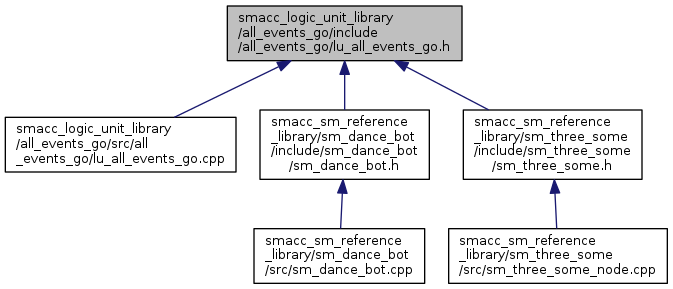 smacc_logic_unit_library
/all_events_go/include
/all_events_go/lu_all_events_go.h
smacc_logic_unit_library
/all_events_go/src/all
_events_go/lu_all_events_go.cpp
smacc_sm_reference
_library/sm_dance_bot
/include/sm_dance_bot
/sm_dance_bot.h
smacc_sm_reference
_library/sm_three_some
/include/sm_three_some
/sm_three_some.h
smacc_sm_reference
_library/sm_dance_bot
/src/sm_dance_bot.cpp
smacc_sm_reference
_library/sm_three_some
/src/sm_three_some_node.cpp